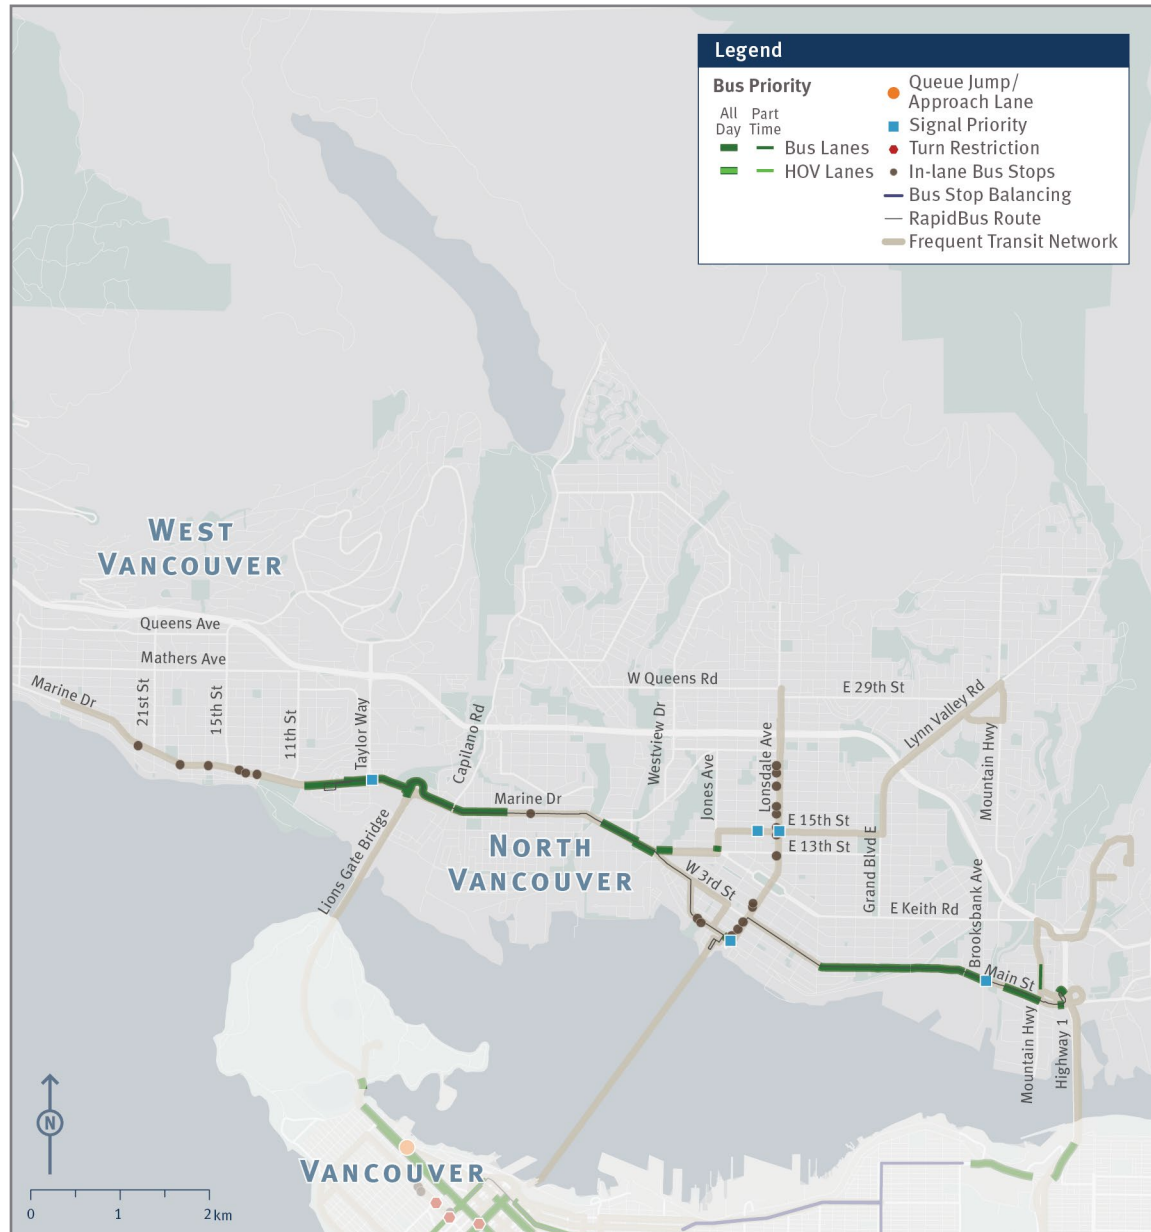 Legend
Bus Priority
All
Day
Part
Time
Bus Lanes
HOV Lanes
Queue Jump/
Approach Lane
Signal Priority
Turn Restriction
In-lane Bus Stops
Bus Stop Balancing
RapidBus Route
Frequent Transit Network
WEST
VANCOUVER
Queens Ave
Mathers Ave
Marine Dr
21st St
15th St
11th St
Taylor Way
Capilano Rd
W Queens Rd
E 29th St
Westview Dr
Jones Ave
Lonsdale Ave
Lynn Valley Rd
Mountain Hwy
Marine Dr
E 15th St
E 13th St
NORTH
VANCOUVER
W 3rd St
Grand Blvd E
Lions Gate Bridge
E Keith Rd
Brooksbank Ave
Main St
Mountain Hwy
Highway 1
N
VANCOUVER
0
1
2 km